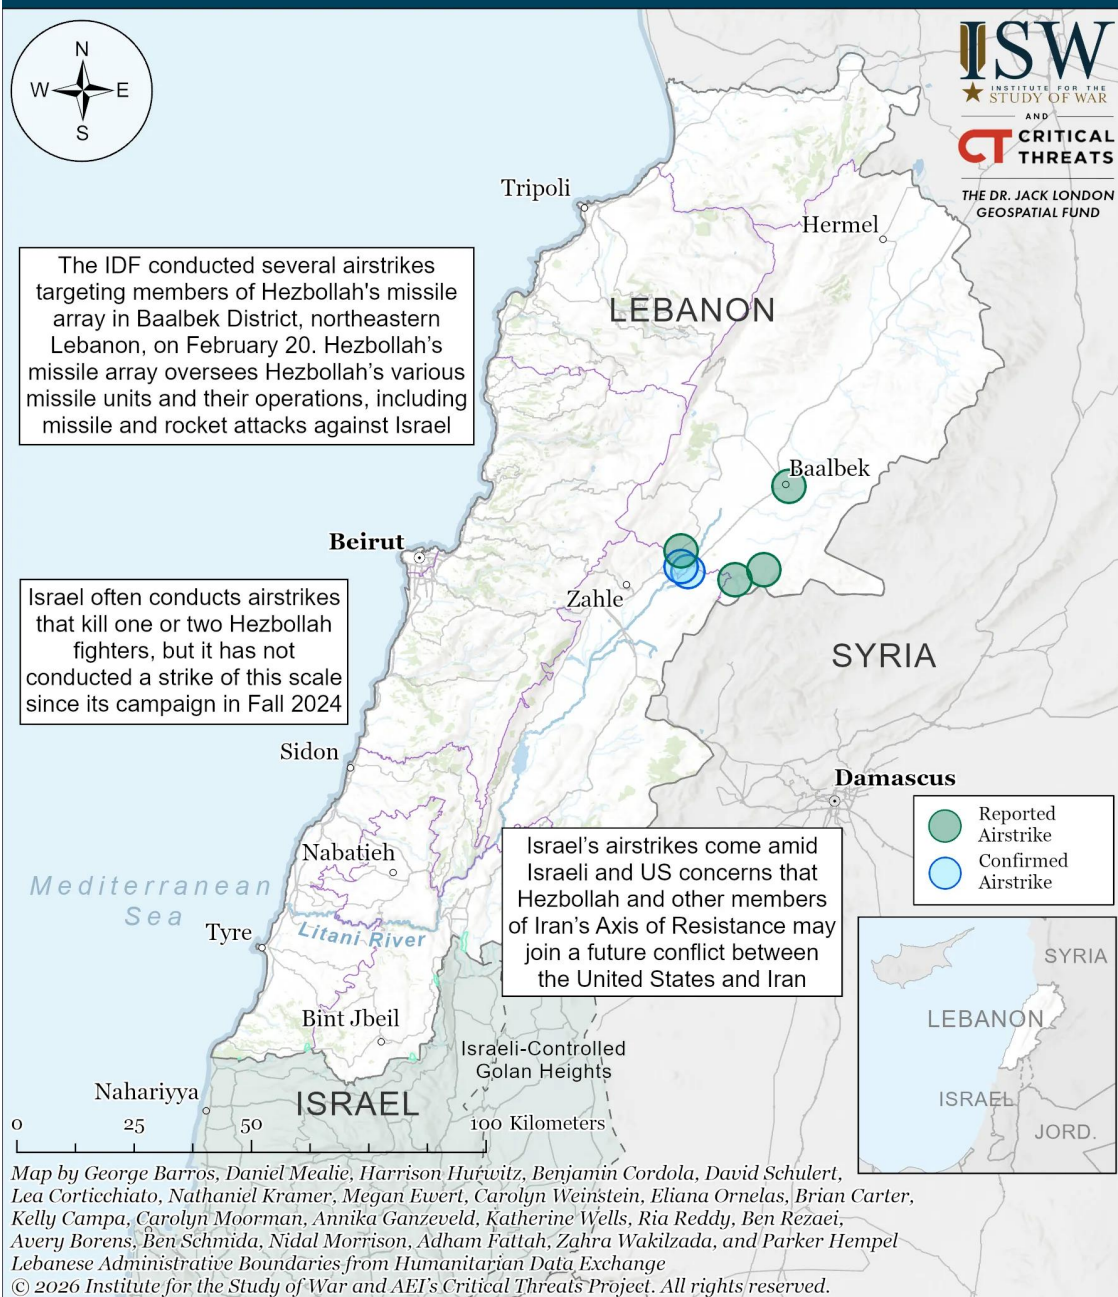 N
W
E
S
ISW
INSTITUTE FOR THE
STUDY OF WAR
AND
CT CRITICAL
THREATS
THE DR. JACK LONDON
GEOSPATIAL FUND
Tripoli
Hermel
The IDF conducted several airstrikes
targeting members of Hezbollah's missile
array in Baalbek District, northeastern
Lebanon, on February 20. Hezbollah’s
missile array oversees Hezbollah’s various
missile units and their operations, including
missile and rocket attacks against Israel
LEBANON
Baalbek
Beirut
Zahle
Israel often conducts airstrikes
that kill one or two Hezbollah
fighters, but it has not
conducted a strike of this scale
since its campaign in Fall 2024
SYRIA
Sidon
Damascus
Reported
Airstrike
Confirmed
Airstrike
Nabatieh
Israel’s airstrikes come amid
Israeli and US concerns that
Hezbollah and other members
of Iran’s Axis of Resistance may
join a future conflict between
the United States and Iran
Mediterranean
Sea
Tyre
Litani River
Bint Jbeil
Israeli-Controlled
Golan Heights
SYRIA
LEBANON
ISRAEL
JORD.
Nahariyya
ISRAEL
0 25 50 100 Kilometers
Map by George Barros, Daniel Mealie, Harrison Hurwitz, Benjamin Cordola, David Schulert,
Lea Corticchiato, Nathaniel Kramer, Megan Ewert, Carolyn Weinstein, Eliana Ornelas, Brian Carter,
Kelly Campa, Carolyn Moorman, Annika Ganzeveld, Katherine Wells, Ria Reddy, Ben Rezaei,
Avery Borens, Ben Schmida, Nidal Morrison, Adham Fattah, Zahra Wakilzada, and Parker Hempel
Lebanese Administrative Boundaries from Humanitarian Data Exchange
© 2026 Institute for the Study of War and AEI’s Critical Threats Project. All rights reserved.